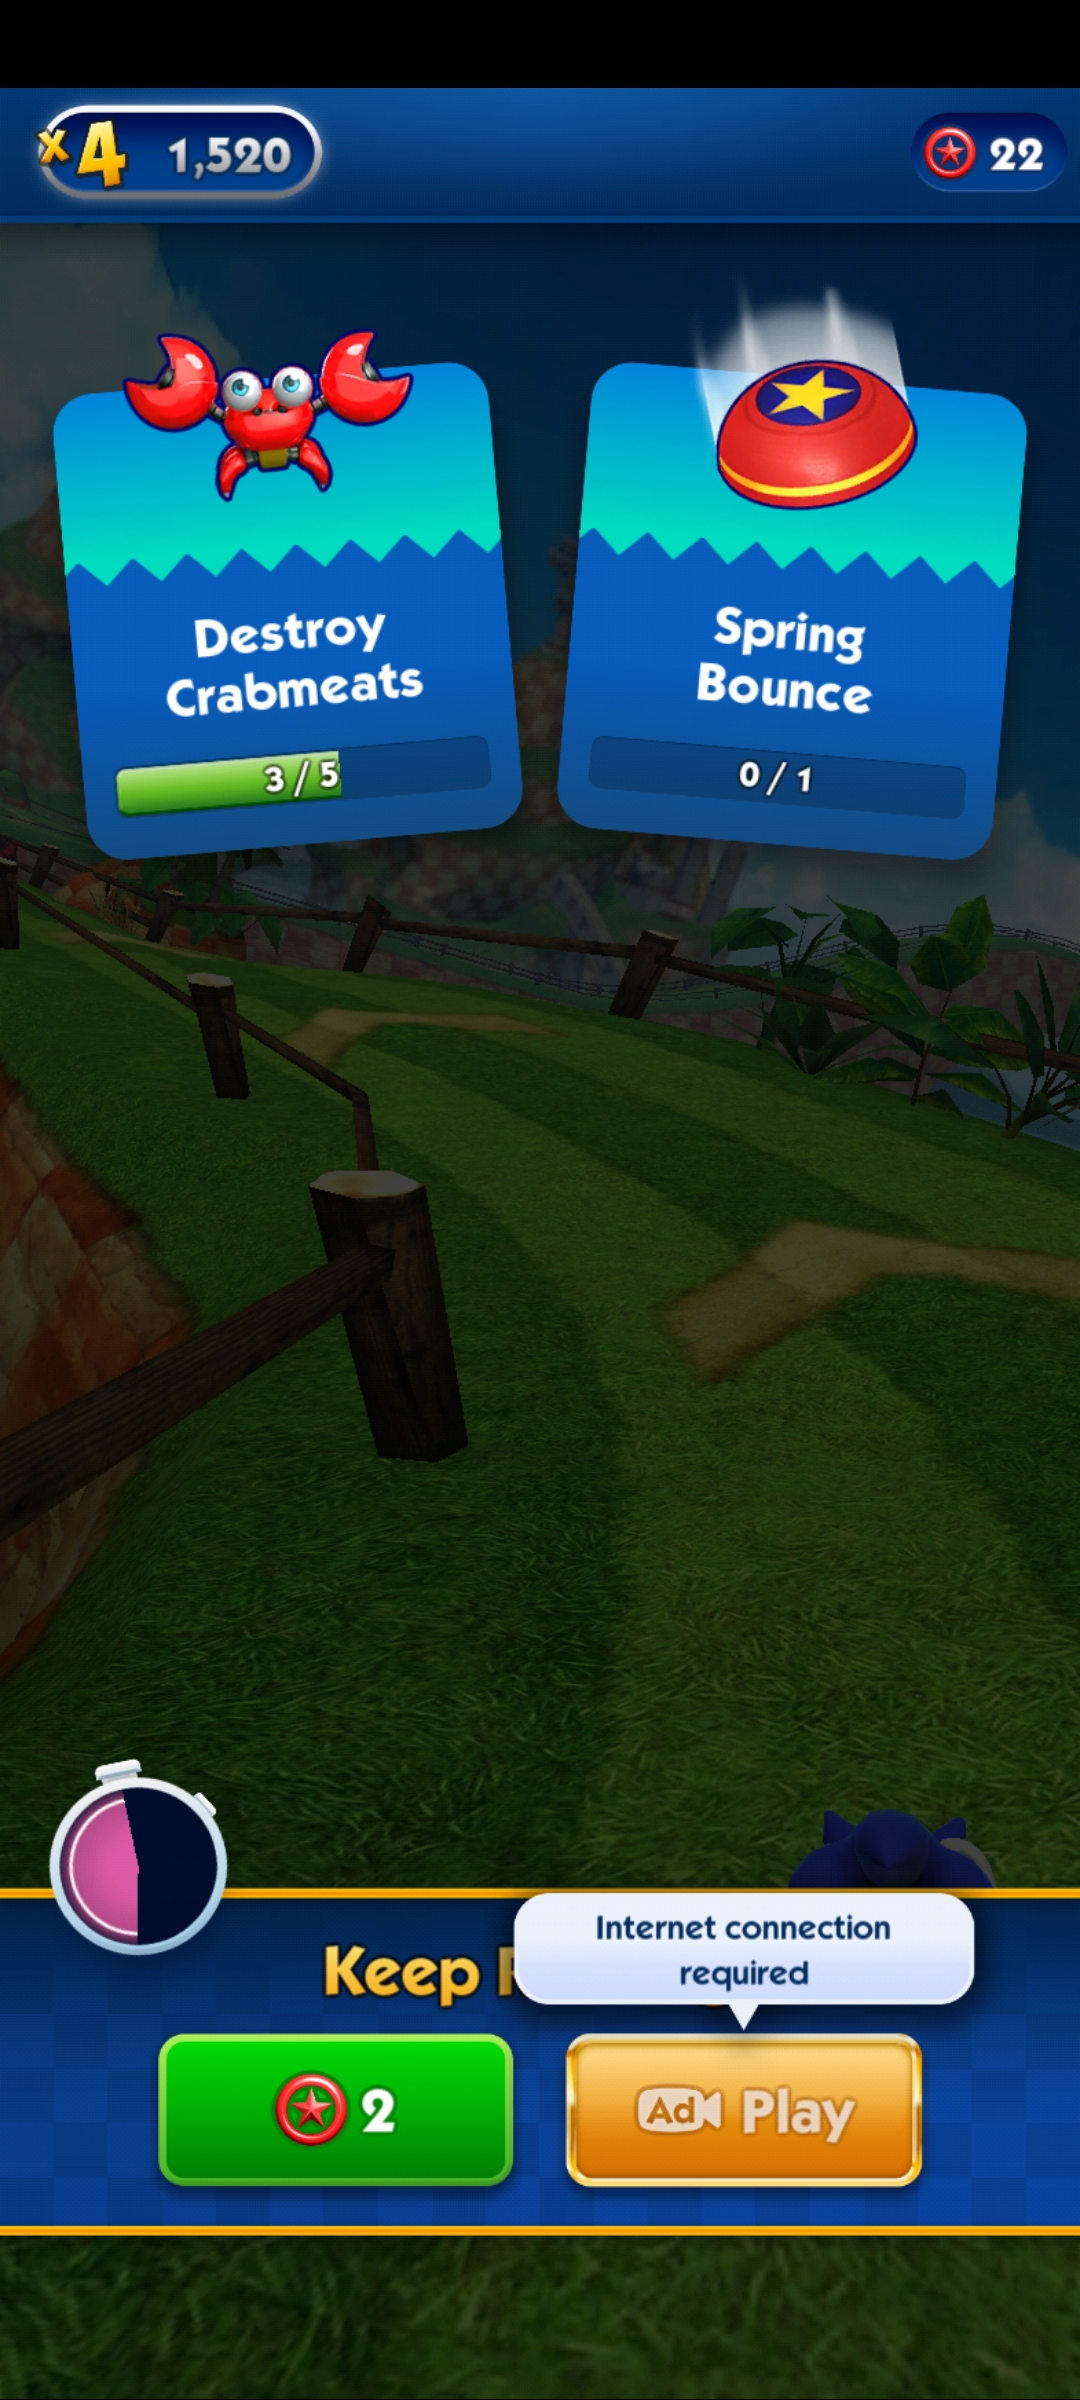 x4 1,520
22
Destroy
Crabmeats
3 / 5
Spring
Bounce
0 / 1
Internet connection
required
Keep
2
Ad Play